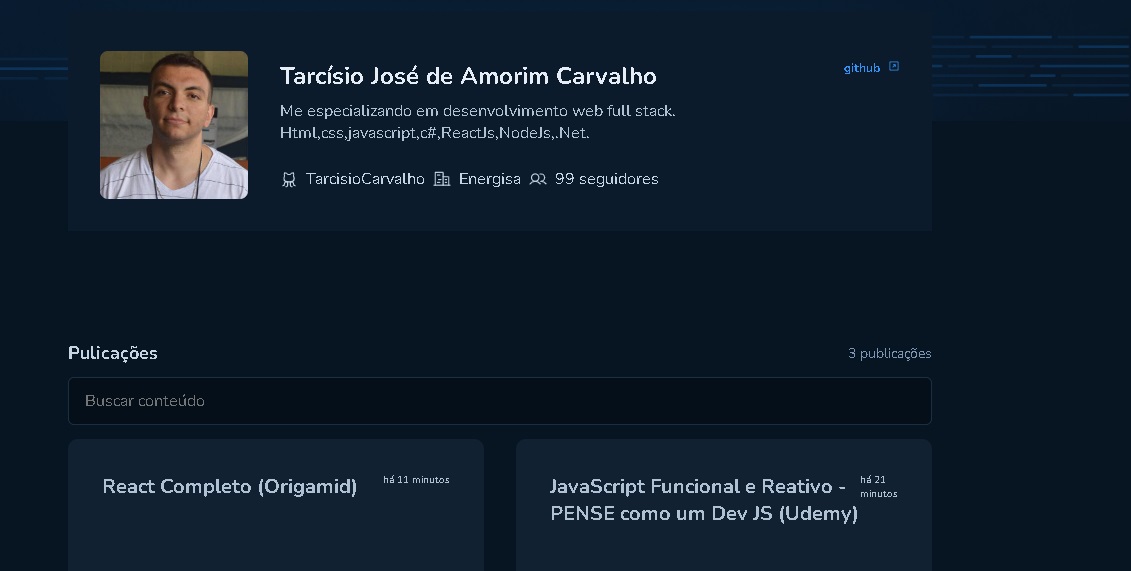 Tarcísio José de Amorim Carvalho
github
Me especializando em desenvolvimento web full stack.
Html,css,javascript,c#,ReactJs,NodeJs,.Net.
TarcisioCarvalho Energisa 99 seguidores
Pulicações
3 publicações
Buscar conteúdo
React Completo (Origamid)
há 11 minutos
JavaScript Funcional e Reativo -
PENSE como um Dev JS (Udemy)
há 21
minutos